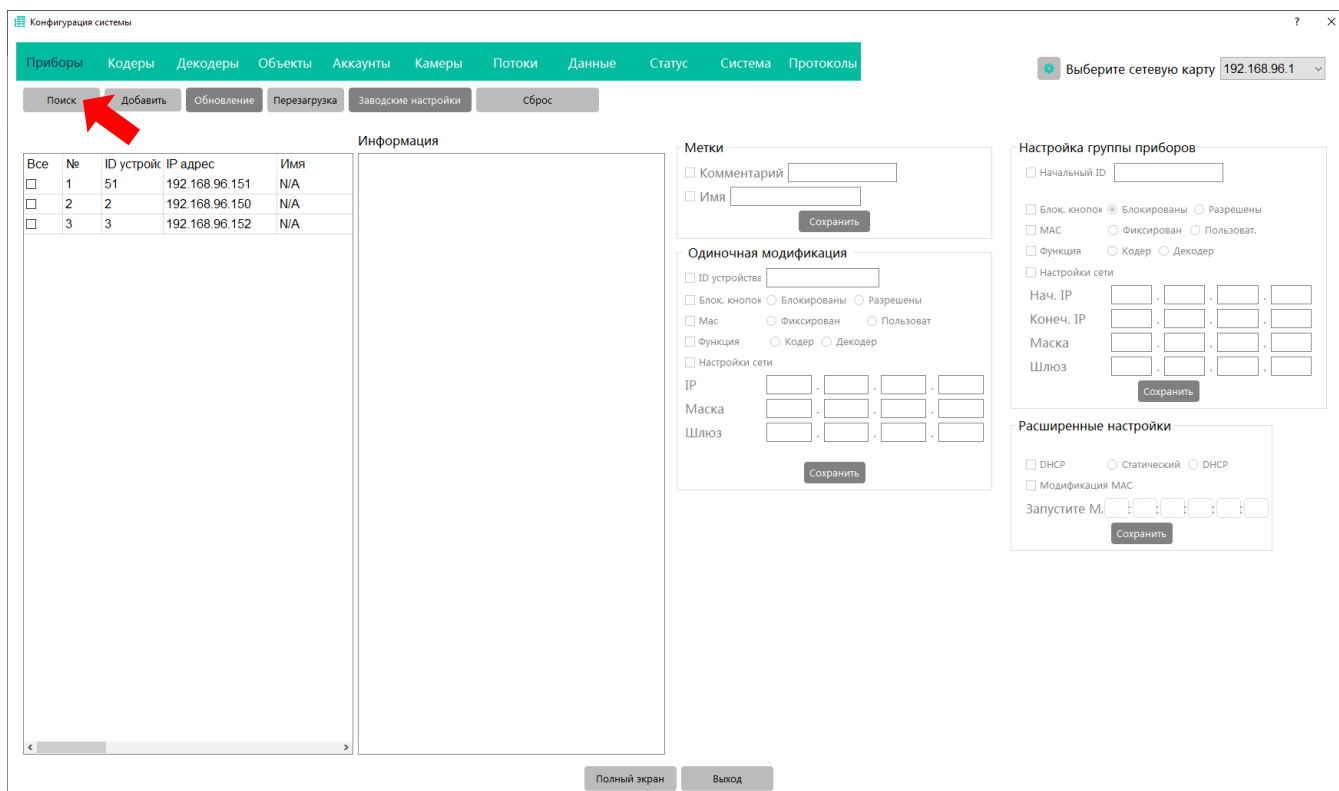 Конфигурация системы ?
Приборы Кодеры Декодеры Объекты Аккаунты Камеры Потоки Данные Статус Система Протоколы
Выберите сетевую карту 192.168.96.1
Поиск Добавить Обновление Перезагрузка Заводские настройки Сброс
Все № ID устройс IP адрес Имя
1 51 192.168.96.151 N/A
2 2 192.168.96.150 N/A
3 3 192.168.96.152 N/A
Информация
Метки
Комментарий
Имя
Сохранить
Одиночная модификация
ID устройства
Блок. кнопок Блокированы Разрешены
Mac Фиксирован Пользоват
Функция Кодер Декодер
Настройки сети
IP . . .
Маска . . .
Шлюз . . .
Сохранить
Настройка группы приборов
Начальный ID
Блок. кнопок Блокированы Разрешены
MAC Фиксирован Пользоват.
Функция Кодер Декодер
Настройки сети
Нач. IP . . .
Конеч. IP . . .
Маска . . .
Шлюз . . .
Сохранить
Расширенные настройки
DHCP Статический DHCP
Модификация MAC
Запустите М. : : : : :
Сохранить
Полный экран Выход